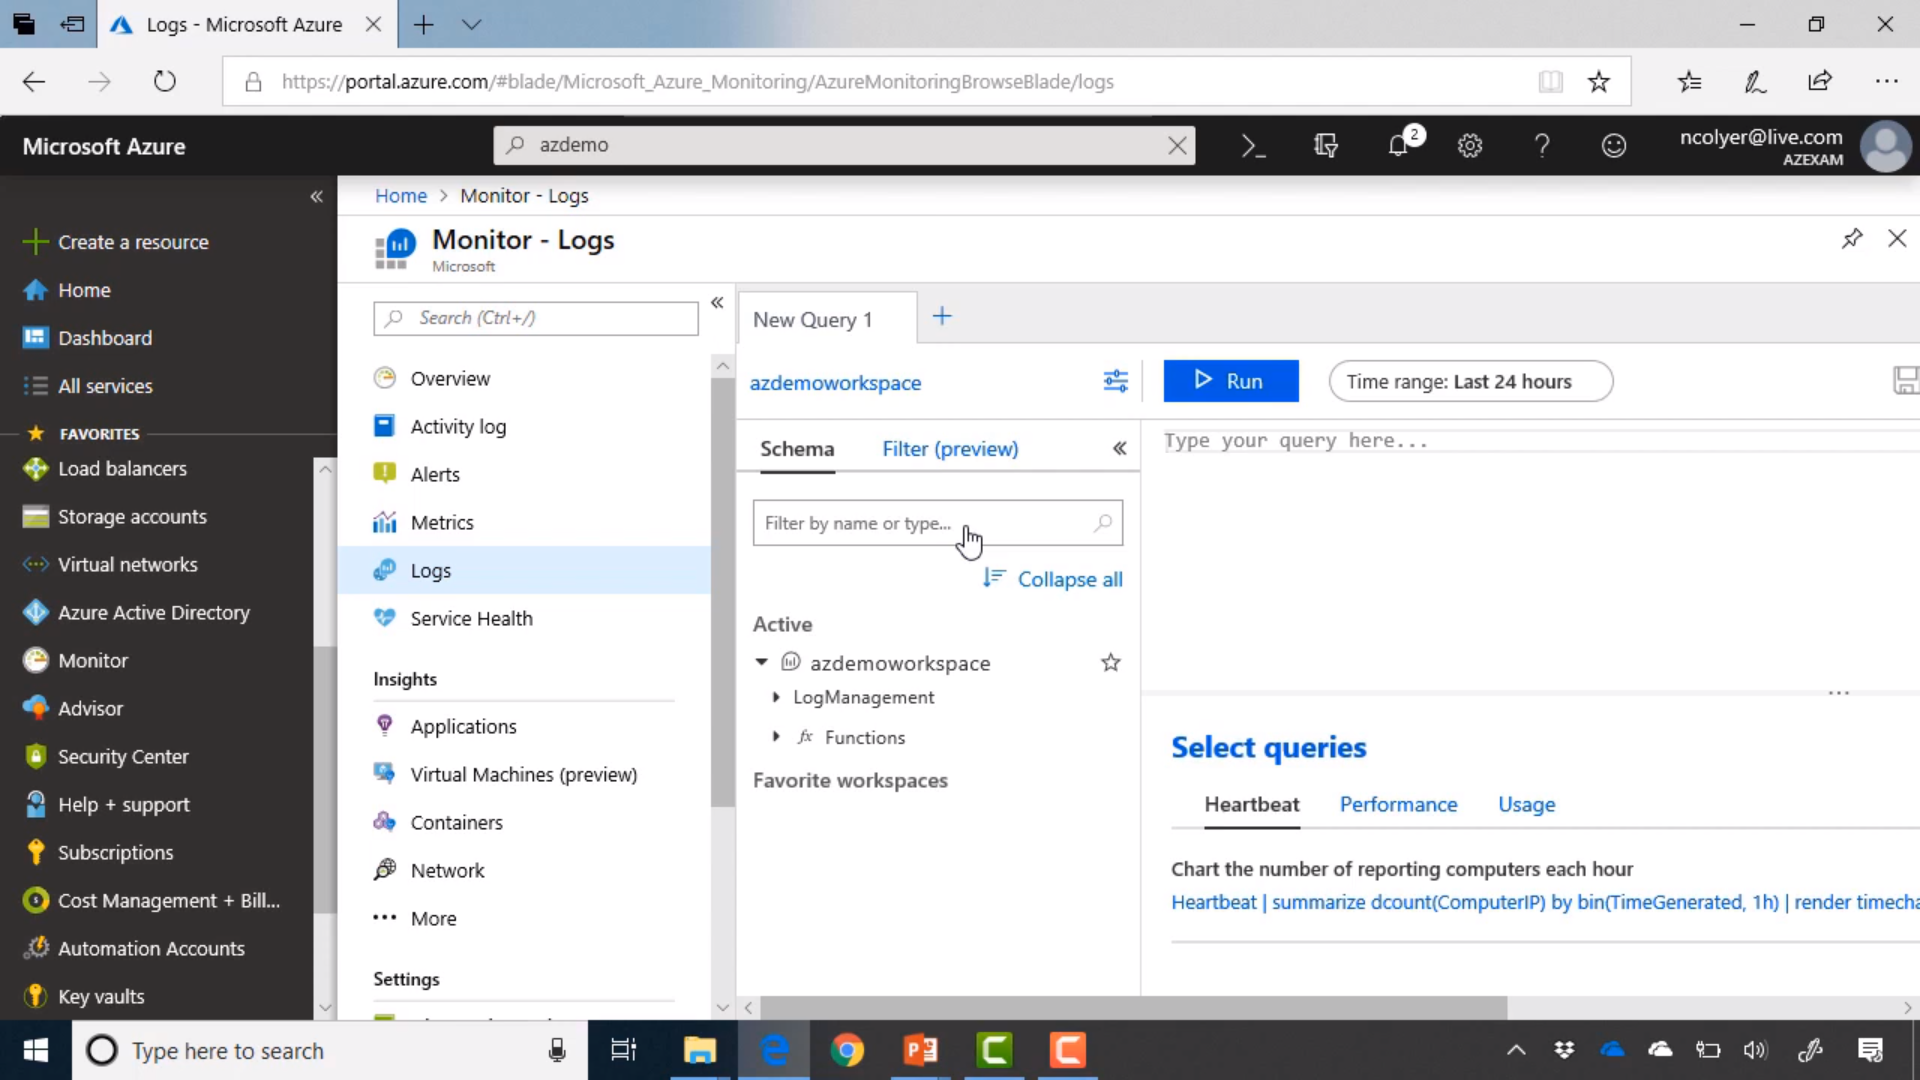 Logs - Microsoft Azure
https://portal.azure.com/#blade/Microsoft_Azure_Monitoring/AzureMonitoringBrowseBlade/logs
Microsoft Azure
azdemo
2
ncolyer@live.com
AZEXAM
Create a resource
Home
Dashboard
All services
FAVORITES
Load balancers
Storage accounts
Virtual networks
Azure Active Directory
Monitor
Advisor
Security Center
Help + support
Subscriptions
Cost Management + Bill...
Automation Accounts
Key vaults
Home > Monitor - Logs
Monitor - Logs
Microsoft
Search (Ctrl+/)
Overview
Activity log
Alerts
Metrics
Logs
Service Health
Insights
Applications
Virtual Machines (preview)
Containers
Network
More
Settings
New Query 1
azdemoworkspace
Run
Time range: Last 24 hours
Schema
Filter (preview)
Filter by name or type...
Collapse all
Active
azdemoworkspace
LogManagement
fx Functions
Favorite workspaces
Type your query here...
Select queries
Heartbeat
Performance
Usage
Chart the number of reporting computers each hour
Heartbeat | summarize dcount(ComputerIP) by bin(TimeGenerated, 1h) | render timecha
Type here to search